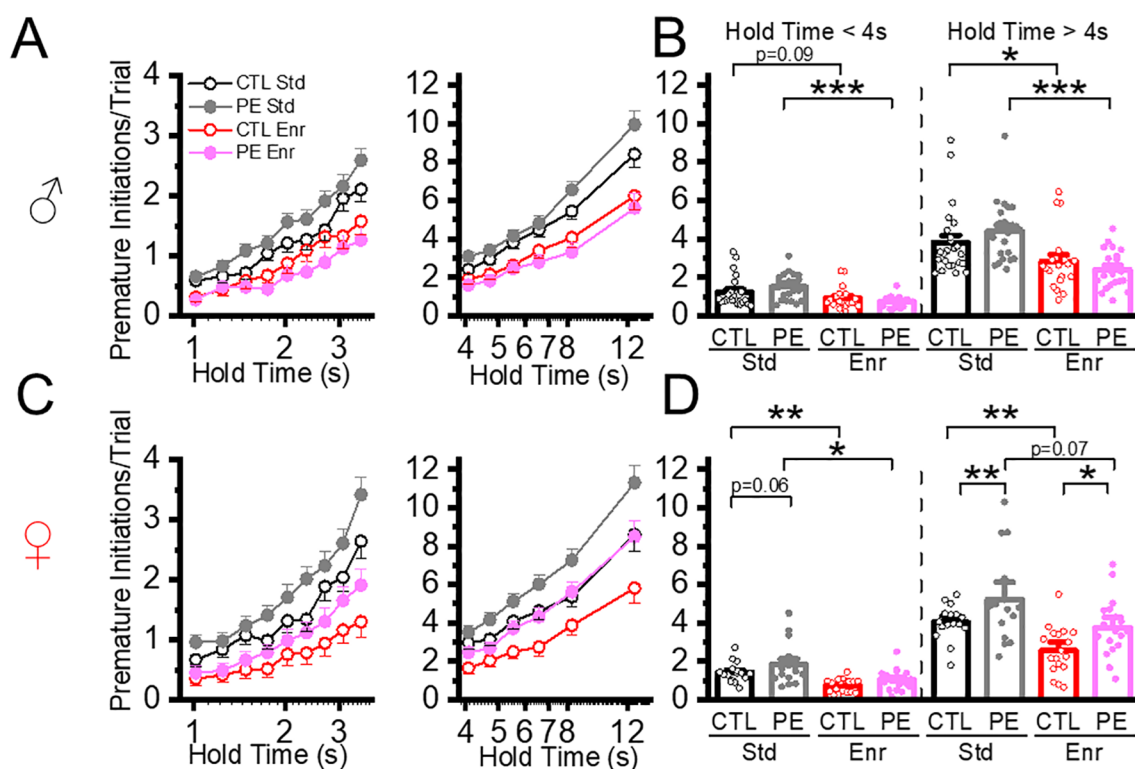 A
Premature Initiations/Trial
4
3
2
1
0
CTL Std
PE Std
CTL Enr
PE Enr
1 2 3
Hold Time (s)
12
10
8
6
4
2
0
4 5 6 7 8 12
Hold Time (s)
B
Hold Time < 4s Hold Time > 4s
p=0.09 *
*** ***
12
10
8
6
4
2
0
CTL PE CTL PE CTL PE CTL PE
Std Enr Std Enr
C
Premature Initiations/Trial
4
3
2
1
0
1 2 3
Hold Time (s)
12
10
8
6
4
2
0
4 5 6 7 8 12
Hold Time (s)
D
** **
* p=0.07
p=0.06 ** *
12
10
8
6
4
2
0
CTL PE CTL PE CTL PE CTL PE
Std Enr Std Enr